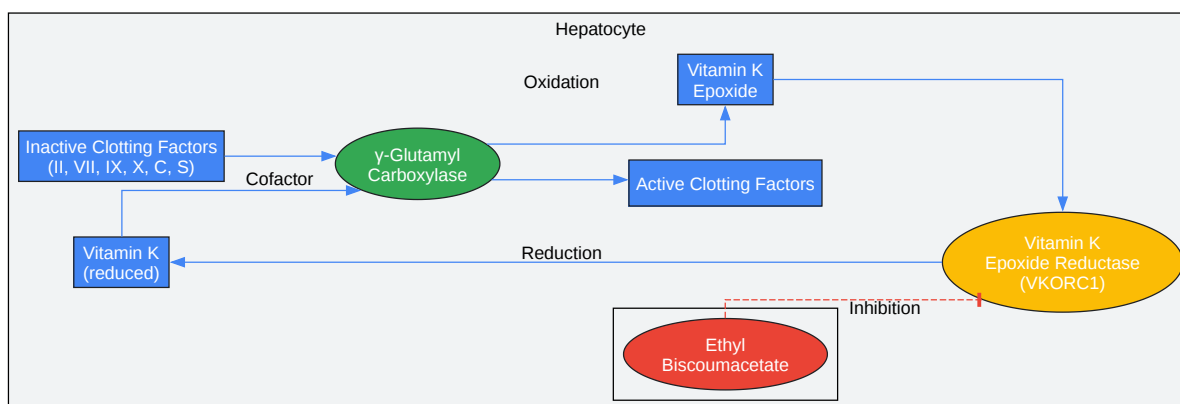 Hepatocyte
Vitamin K
Epoxide
Oxidation
Inactive Clotting Factors
(II, VII, IX, X, C, S)
γ-Glutamyl
Carboxylase
Cofactor
Active Clotting Factors
Vitamin K
(reduced)
Reduction
Vitamin K
Epoxide Reductase
(VKORC1)
Inhibition
Ethyl
Biscoumacetate